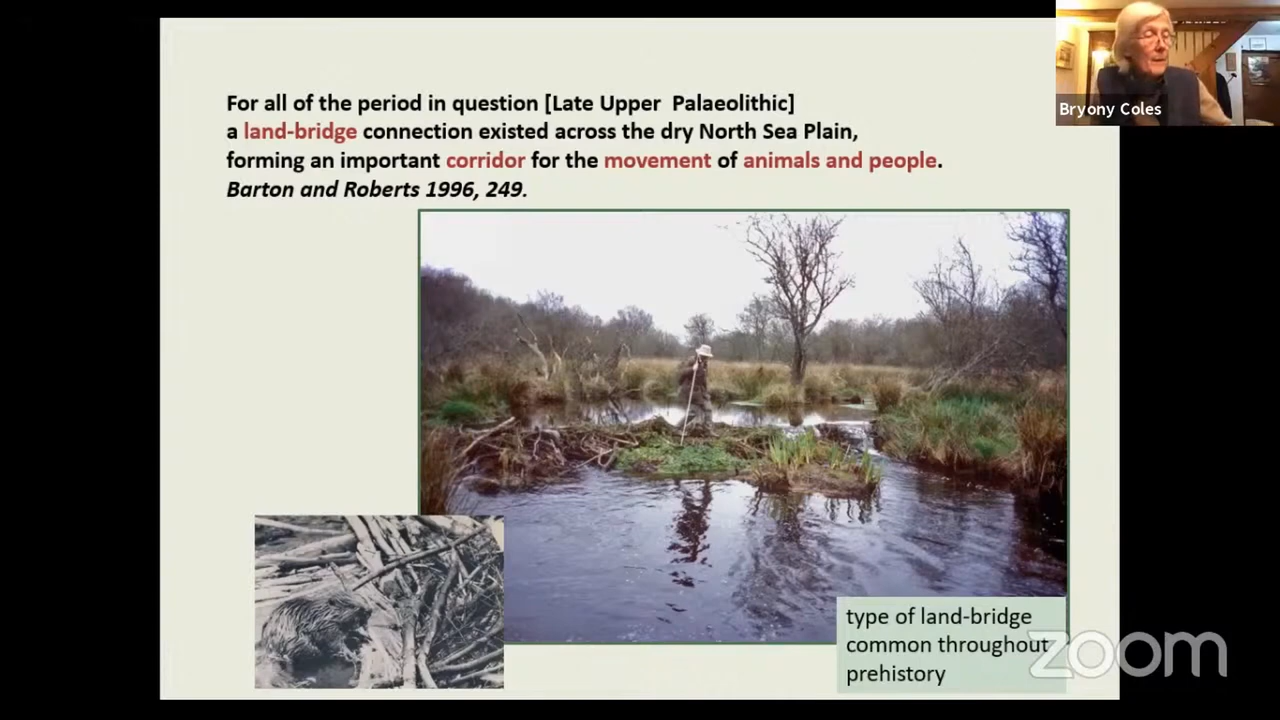 For all of the period in question [Late Upper Palaeolithic]
a land-bridge connection existed across the dry North Sea Plain,
forming an important corridor for the movement of animals and people.
Barton and Roberts 1996, 249.
Bryony Coles
type of land-bridge
common throughout
prehistory
zoom